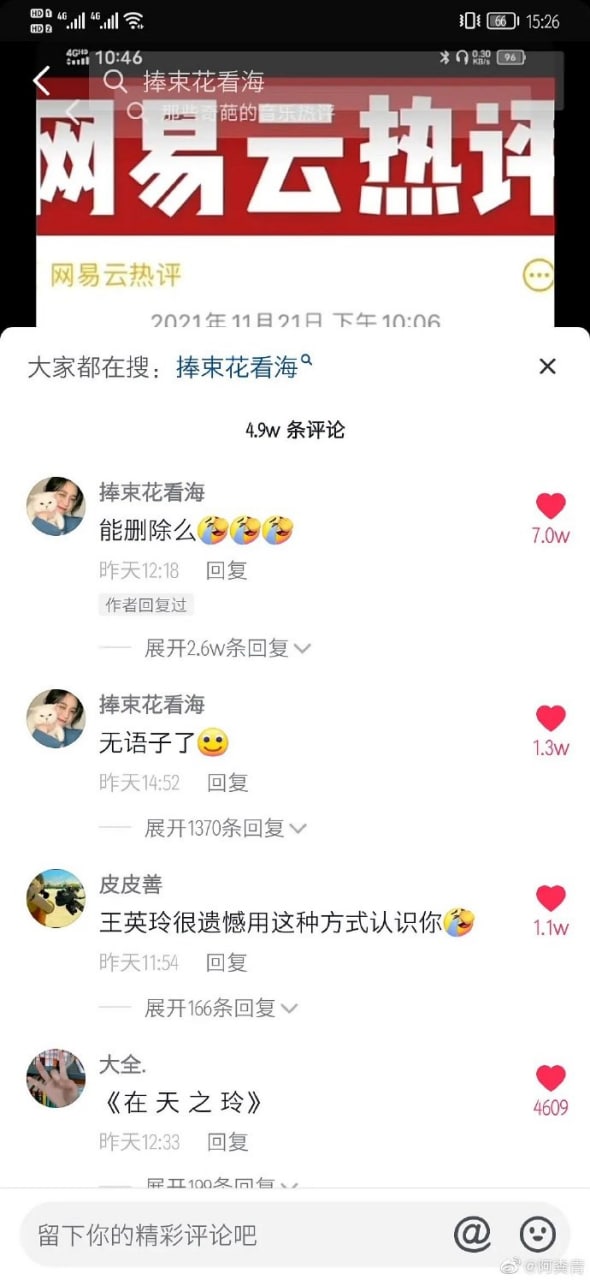 HD 1 4G 4G 66 15:26
HD 2
4G HD 10:46 0.30 KB/s 96
捧束花看海
那些奇葩的音乐热评
网易云热评
网易云热评
2021年11月21日 下午10:06
大家都在搜：捧束花看海
4.9w 条评论
捧束花看海
能删除么
7.0w
昨天12:18 回复
作者回复过
展开2.6w条回复
捧束花看海
无语子了
1.3w
昨天14:52 回复
展开1370条回复
皮皮善
王英玲很遗憾用这种方式认识你
1.1w
昨天11:54 回复
展开166条回复
大全.
《在 天 之 玲》
4609
昨天12:33 回复
展开199条回复
留下你的精彩评论吧 @